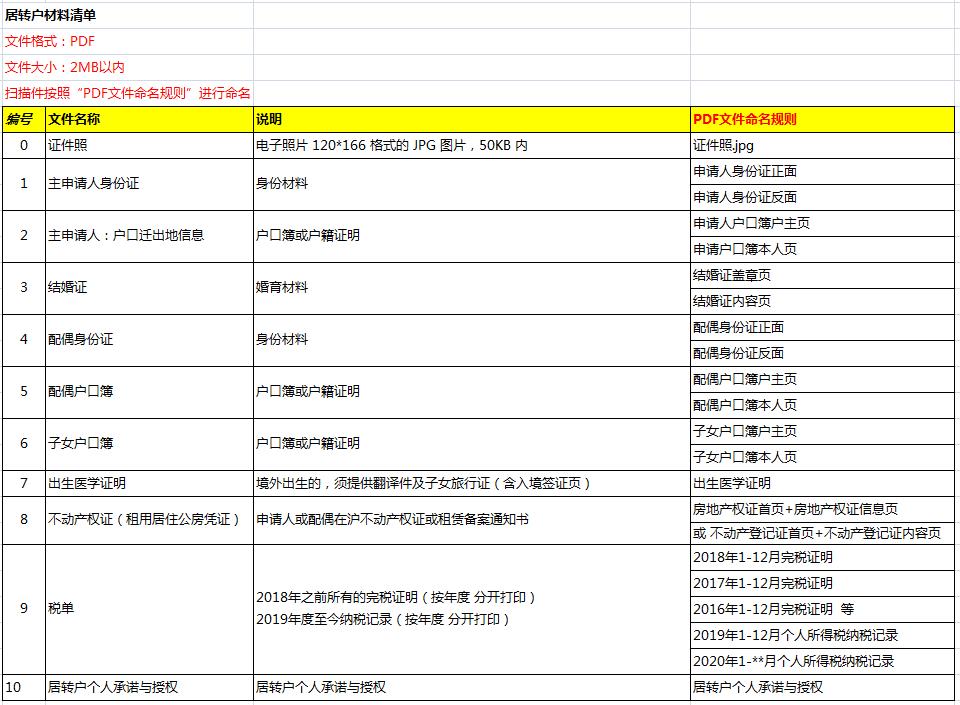 居转户材料清单
文件格式：PDF
文件大小：2MB以内
扫描件按照“PDF文件命名规则”进行命名
编号 文件名称 说明 PDF文件命名规则
0 证件照 电子照片 120*166 格式的 JPG 图片，50KB 内 证件照.jpg
1 主申请人身份证 身份材料 申请人身份证正面
申请人身份证反面
2 主申请人：户口迁出地信息 户口簿或户籍证明 申请人户口簿户主页
申请户口簿本人页
3 结婚证 婚育材料 结婚证盖章页
结婚证内容页
4 配偶身份证 身份材料 配偶身份证正面
配偶身份证反面
5 配偶户口簿 户口簿或户籍证明 配偶户口簿户主页
配偶户口簿本人页
6 子女户口簿 户口簿或户籍证明 子女户口簿户主页
子女户口簿本人页
7 出生医学证明 境外出生的，须提供翻译件及子女旅行证（含入境签证页） 出生医学证明
8 不动产权证（租用居住公房凭证） 申请人或配偶在沪不动产权证或租赁备案通知书 房地产权证首页+房地产权证信息页
或 不动产登记证首页+不动产登记证内容页
9 税单 2018年之前所有的完税证明（按年度 分开打印）
2019年度至今纳税记录（按年度 分开打印）
2018年1-12月完税证明
2017年1-12月完税证明
2016年1-12月完税证明 等
2019年1-12月个人所得税纳税记录
2020年1-**月个人所得税纳税记录
10 居转户个人承诺与授权 居转户个人承诺与授权 居转户个人承诺与授权